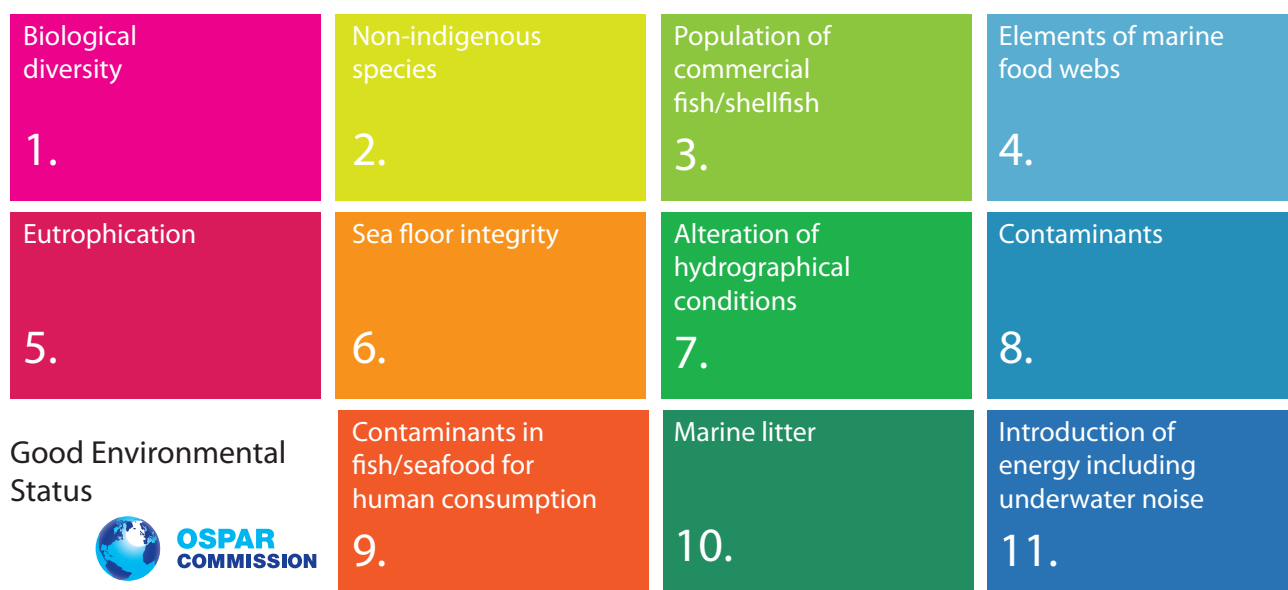 Biological
diversity
1.
Non-indigenous
species
2.
Population of
commercial
fish/shellfish
3.
Elements of marine
food webs
4.
Eutrophication
5.
Sea floor integrity
6.
Alteration of
hydrographical
conditions
7.
Contaminants
8.
Good Environmental
Status
OSPAR
COMMISSION
Contaminants in
fish/seafood for
human consumption
9.
Marine litter
10.
Introduction of
energy including
underwater noise
11.